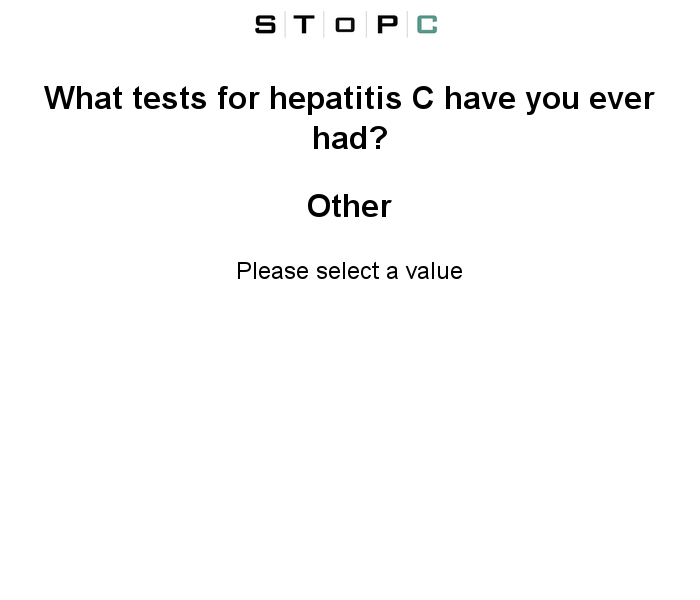 S T O P C
What tests for hepatitis C have you ever
had?
Other
Please select a value